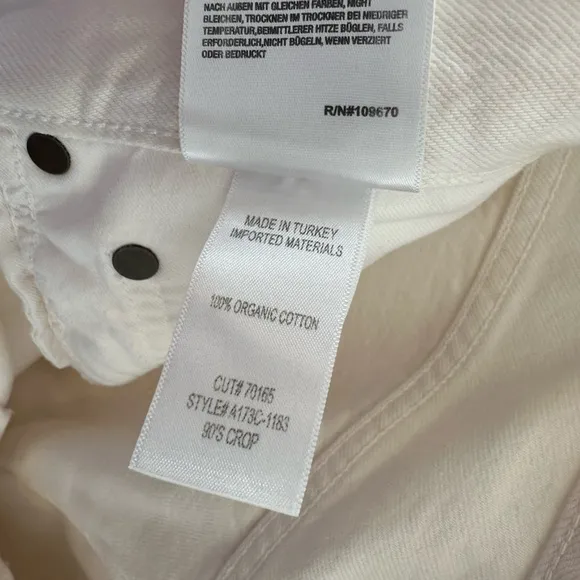 NACH AUßEN MIT GLEICHEN FARBEN, NIGHT
BLEICHEN, TROCKNEN IM TROCKNER BEI NIEDRIGER
TEMPERATUR,BEIMITTLERER HITZE BÜGLEN, FALLS
ERFORDERLICH,NICHT BÜGELN, WENN VERZIERT
ODER BEDRUCKT
R/N#109670
MADE IN TURKEY
IMPORTED MATERIALS
100% ORGANIC COTTON
CUT# 70165
STYLE# A173C-1183
90'S CROP